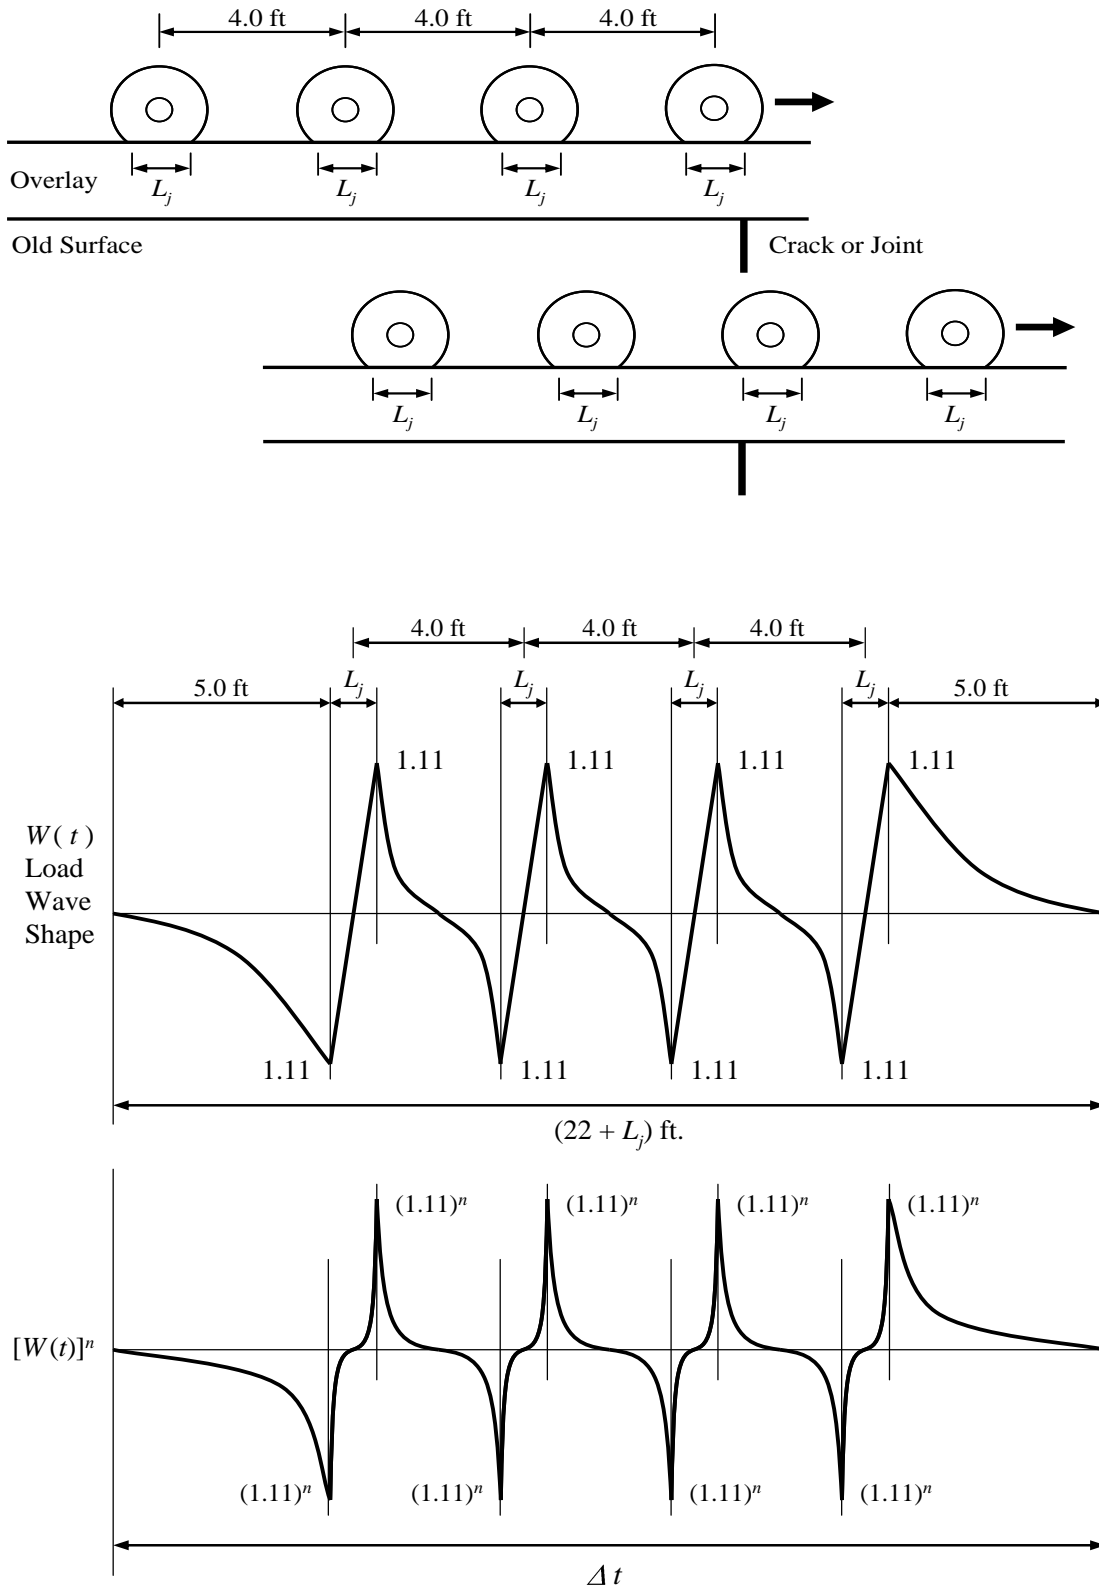 4.0 ft 4.0 ft 4.0 ft
Overlay
L_j L_j L_j L_j
Old Surface
Crack or Joint
L_j L_j L_j L_j
4.0 ft 4.0 ft 4.0 ft
5.0 ft L_j L_j L_j L_j 5.0 ft
1.11 1.11 1.11 1.11
W( t )
Load
Wave
Shape
1.11 1.11 1.11 1.11
(22 + L_j) ft.
(1.11)^n (1.11)^n (1.11)^n (1.11)^n
[W(t)]^n
(1.11)^n (1.11)^n (1.11)^n (1.11)^n
Δ t